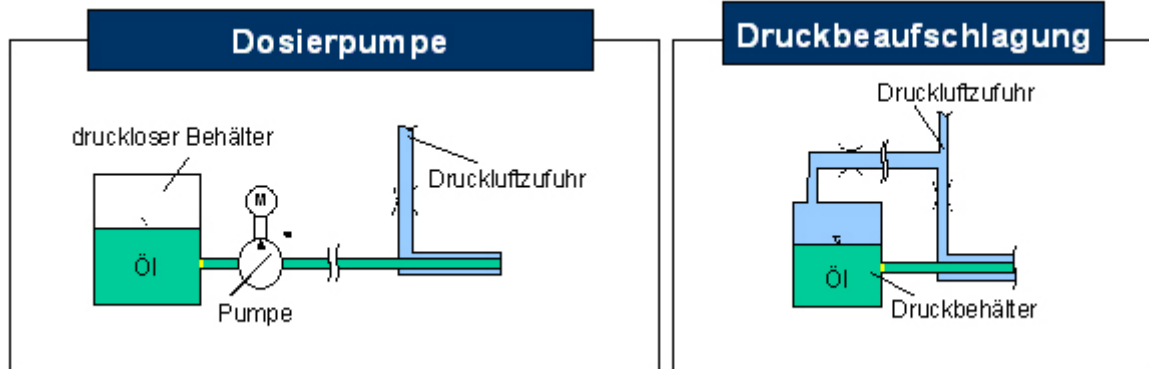 Dosierpumpe
druckloser Behälter
Druckluftzufuhr
M
Öl
Pumpe
Druckbeaufschlagung
Druckluftzufuhr
Öl
Druckbehälter